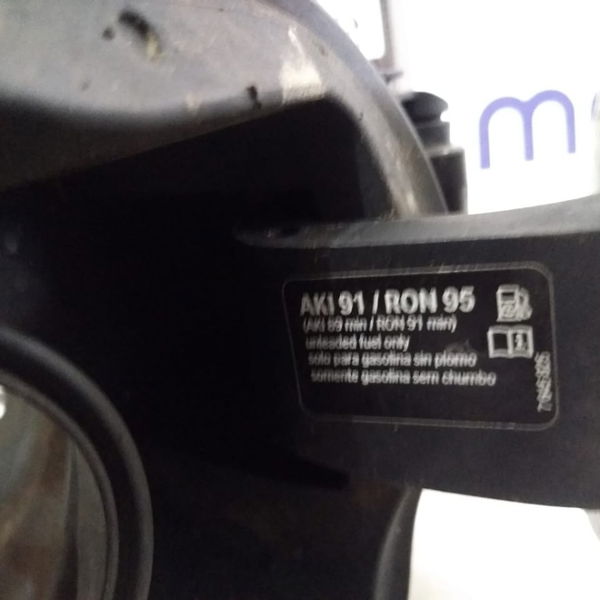 m
AKI 91 / RON 95
(AKI 89 min / RON 91 min)
unleaded fuel only
solo para gasolina sin plomo
somente gasolina sem chumbo